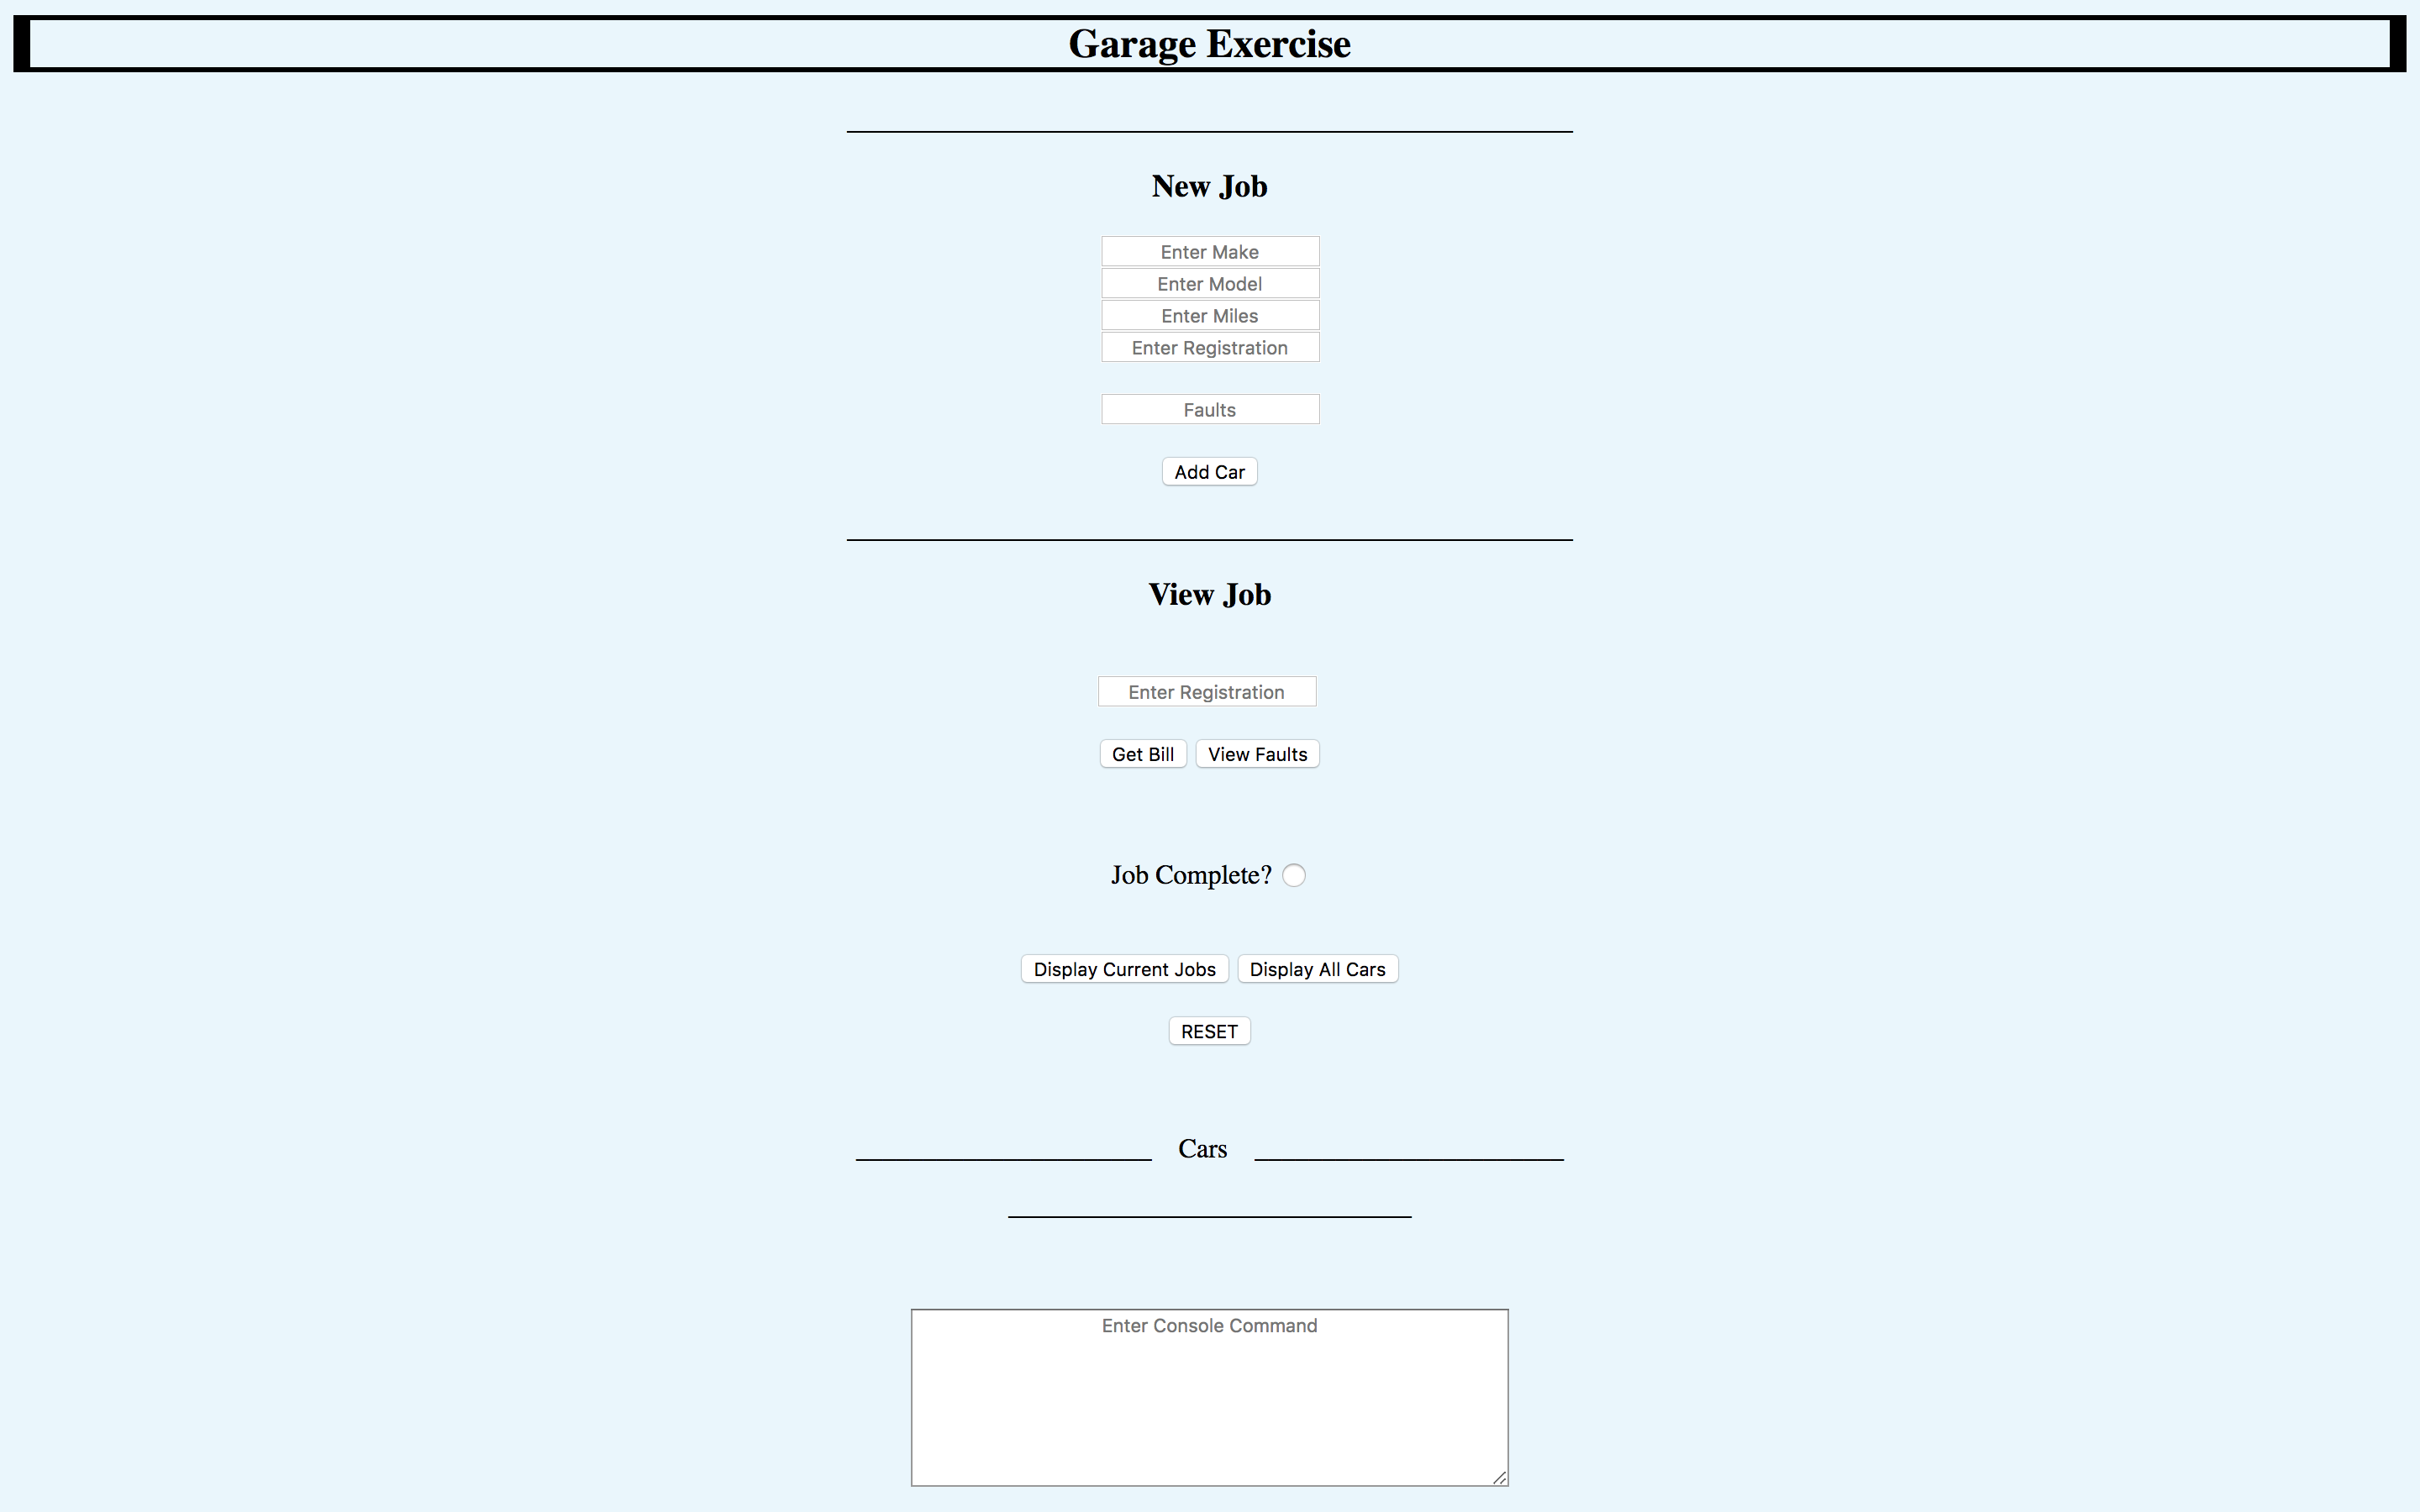 Garage Exercise
New Job
Enter Make
Enter Model
Enter Miles
Enter Registration
Faults
Add Car
View Job
Enter Registration
Get Bill View Faults
Job Complete?
Display Current Jobs Display All Cars
RESET
Cars
Enter Console Command